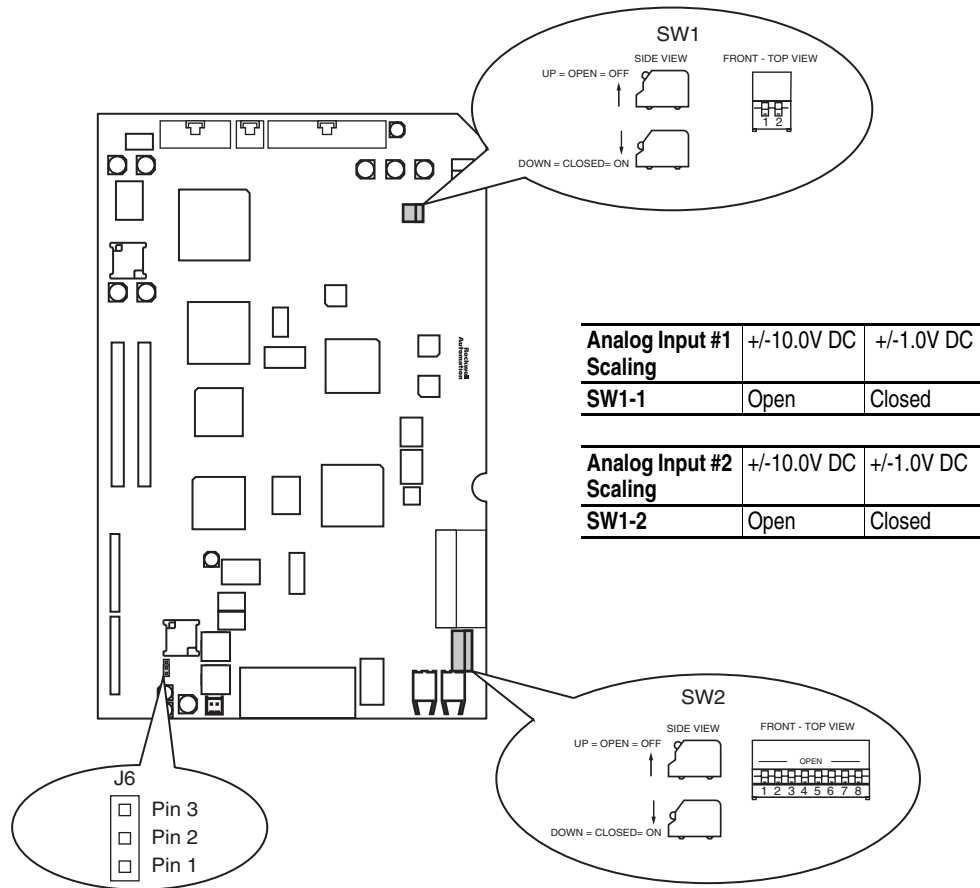 SW1
SIDE VIEW
FRONT - TOP VIEW
UP = OPEN = OFF
1 2
DOWN = CLOSED= ON
Rockwell
Automation
Analog Input #1 Scaling +/-10.0V DC +/-1.0V DC
SW1-1 Open Closed
Analog Input #2 Scaling +/-10.0V DC +/-1.0V DC
SW1-2 Open Closed
SW2
SIDE VIEW
FRONT - TOP VIEW
UP = OPEN = OFF
OPEN
1 2 3 4 5 6 7 8
DOWN = CLOSED= ON
J6
Pin 3
Pin 2
Pin 1